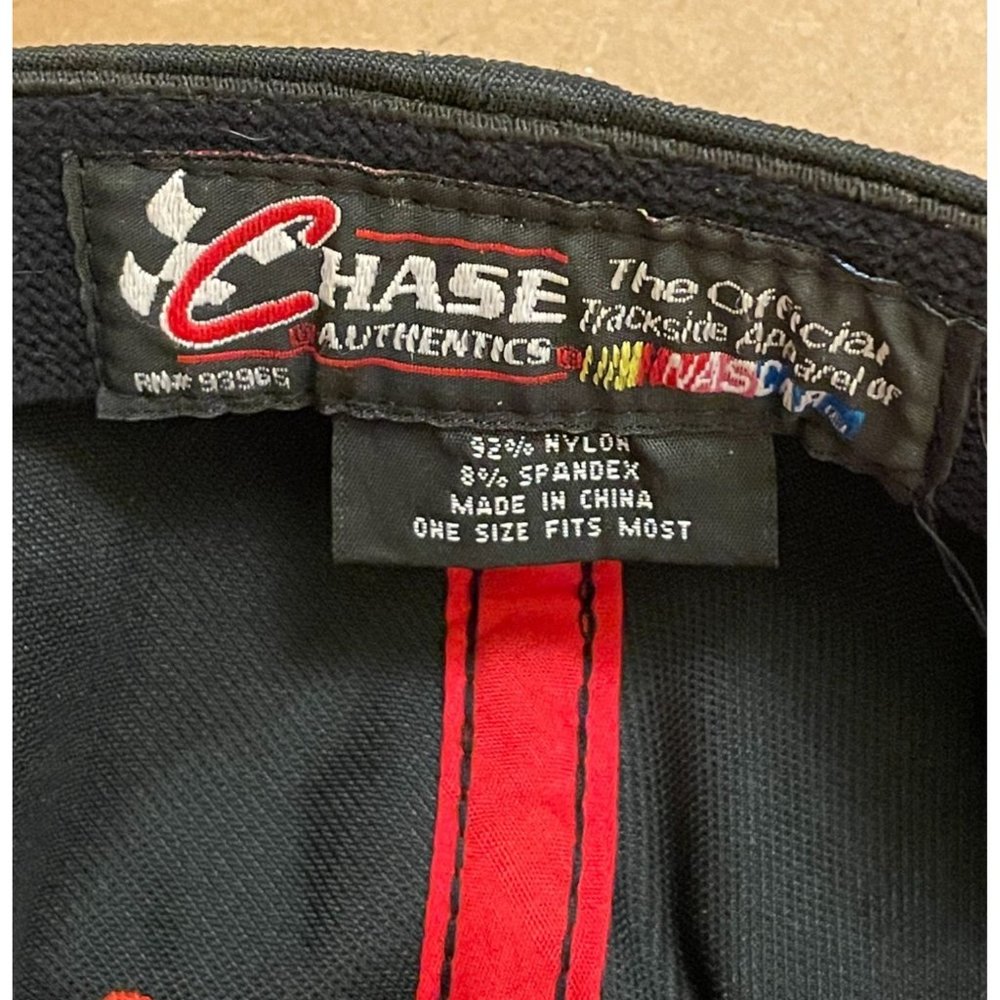 CHASE
AUTHENTICS
RN# 93965
The Official
Trackside Apparel of
NASCAR
92% NYLON
8% SPANDEX
MADE IN CHINA
ONE SIZE FITS MOST